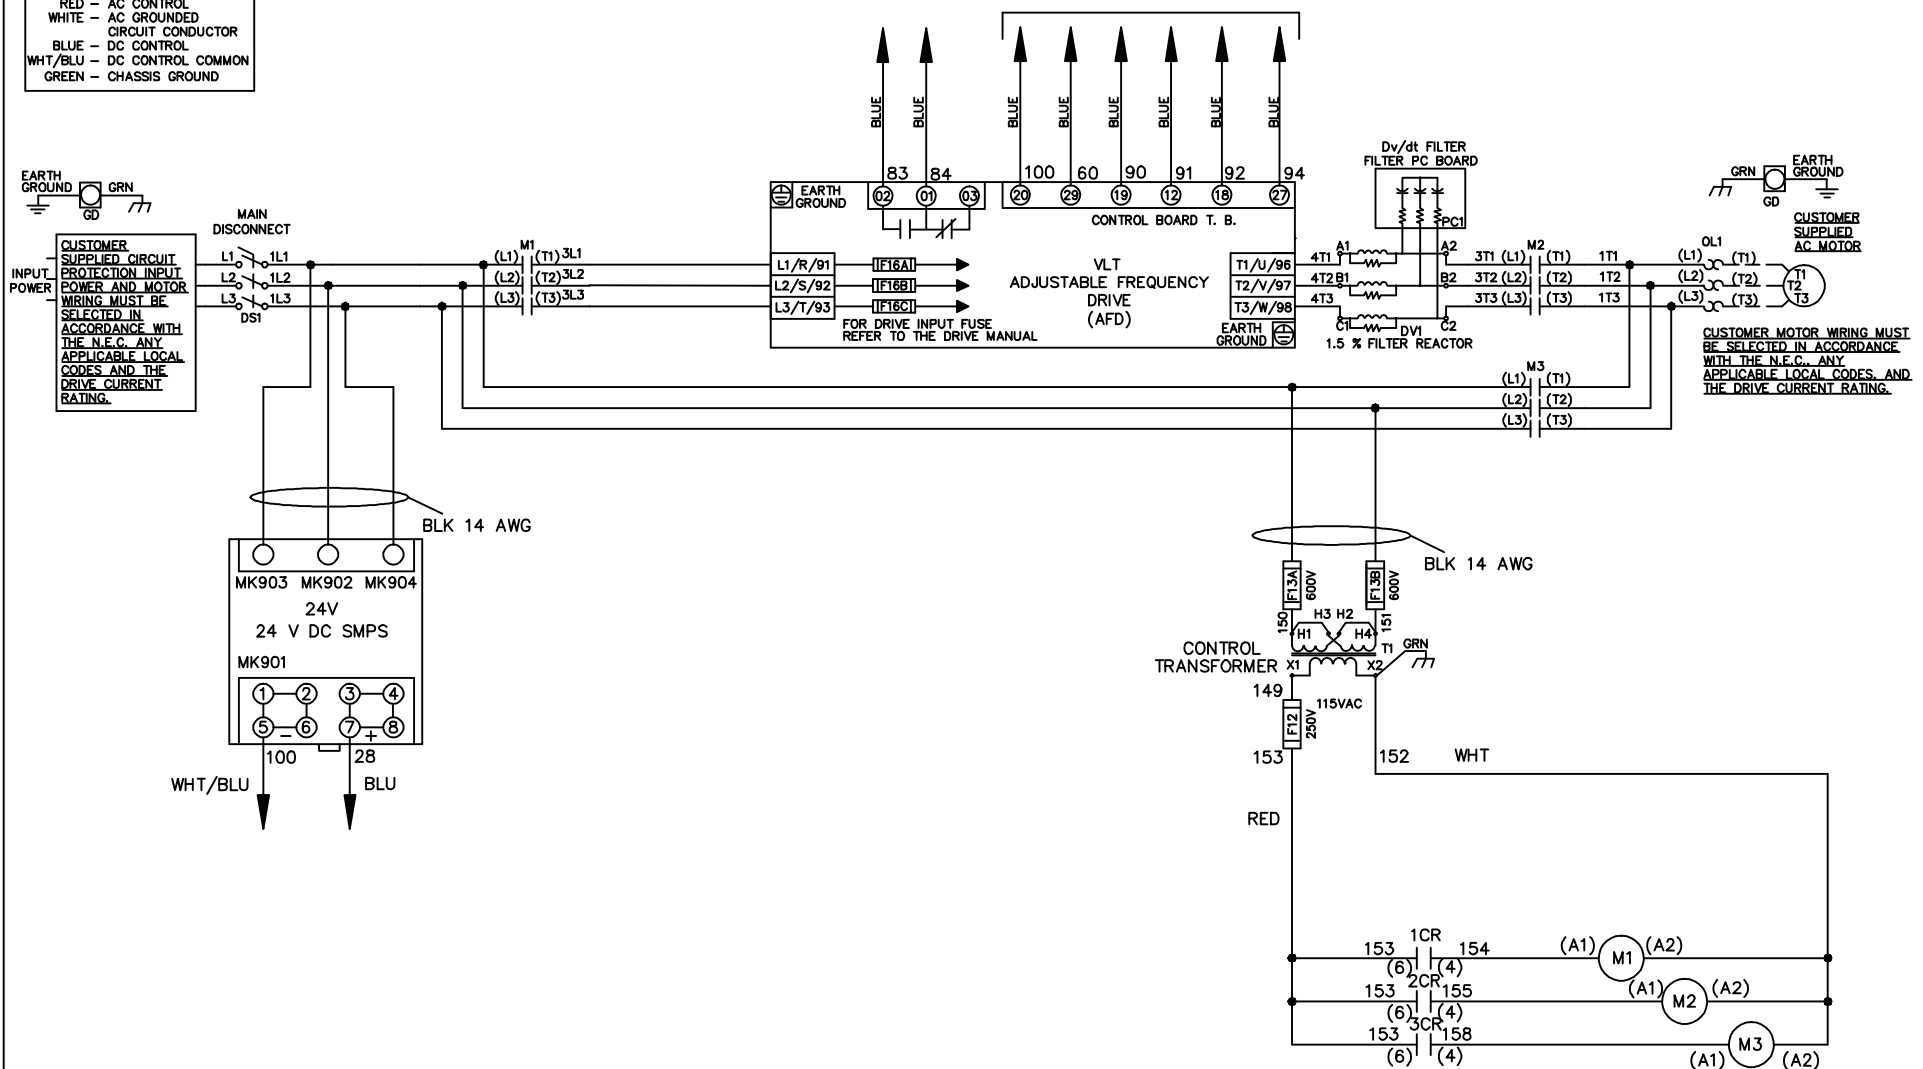 RED – AC CONTROL
WHITE – AC GROUNDED
CIRCUIT CONDUCTOR
BLUE – DC CONTROL
WHT/BLU – DC CONTROL COMMON
GREEN – CHASSIS GROUND
BLUE
BLUE
BLUE
BLUE
BLUE
BLUE
BLUE
BLUE
83
84
100
60
90
91
92
94
EARTH
GROUND
02
01
03
20
29
19
12
18
27
CONTROL BOARD T. B.
L1/R/91
L2/S/92
L3/T/93
F16A
F16B
F16C
FOR DRIVE INPUT FUSE
REFER TO THE DRIVE MANUAL
VLT
ADJUSTABLE FREQUENCY
DRIVE
(AFD)
T1/U/96
T2/V/97
T3/W/98
EARTH
GROUND
EARTH
GROUND
GRN
GD
CUSTOMER
SUPPLIED CIRCUIT
PROTECTION INPUT
POWER AND MOTOR
WIRING MUST BE
SELECTED IN
ACCORDANCE WITH
THE N.E.C. ANY
APPLICABLE LOCAL
CODES AND THE
DRIVE CURRENT
RATING.
INPUT
POWER
MAIN
DISCONNECT
L1
1L1
L2
1L2
L3
1L3
DS1
M1
(L1)
(T1)
3L1
(L2)
(T2)
3L2
(L3)
(T3)
3L3
Dv/dt FILTER
FILTER PC BOARD
PC1
4T1
A1
A2
4T2
B1
B2
4T3
C1
C2
DV1
1.5 % FILTER REACTOR
M2
3T1
(L1)
(T1)
1T1
3T2
(L2)
(T2)
1T2
3T3
(L3)
(T3)
1T3
OL1
(L1)
(T1)
(L2)
(T2)
(L3)
(T3)
T1
T2
T3
GRN
EARTH
GROUND
GD
CUSTOMER
SUPPLIED
AC MOTOR
CUSTOMER MOTOR WIRING MUST
BE SELECTED IN ACCORDANCE
WITH THE N.E.C., ANY
APPLICABLE LOCAL CODES, AND
THE DRIVE CURRENT RATING.
M3
(L1)
(T1)
(L2)
(T2)
(L3)
(T3)
BLK 14 AWG
MK903
MK902
MK904
24V
24 V DC SMPS
MK901
1
2
3
4
5
6
7
8
–
+
100
28
WHT/BLU
BLU
BLK 14 AWG
F13A
600V
F13B
600V
150
151
H3
H2
H1
H4
T1
GRN
CONTROL
TRANSFORMER
X1
X2
149
115VAC
F12
250V
153
152
WHT
RED
1CR
153
154
(6)
(4)
(A1)
M1
(A2)
2CR
153
155
(6)
(4)
(A1)
M2
(A2)
3CR
153
158
(6)
(4)
(A1)
M3
(A2)